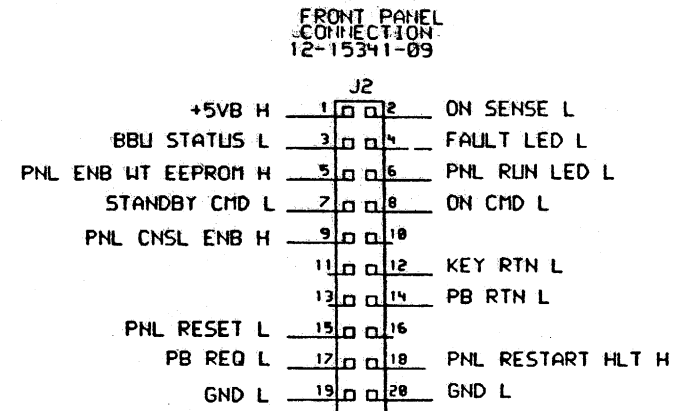 FRONT PANEL
CONNECTION
12-15341-09
J2
+5VB H 1 2 ON SENSE L
BBU STATUS L 3 4 FAULT LED L
PNL ENB WT EEPROM H 5 6 PNL RUN LED L
STANDBY CMD L 7 8 ON CMD L
PNL CNSL ENB H 9 10
11 12 KEY RTN L
13 14 PB RTN L
PNL RESET L 15 16
PB REQ L 17 18 PNL RESTART HLT H
GND L 19 20 GND L